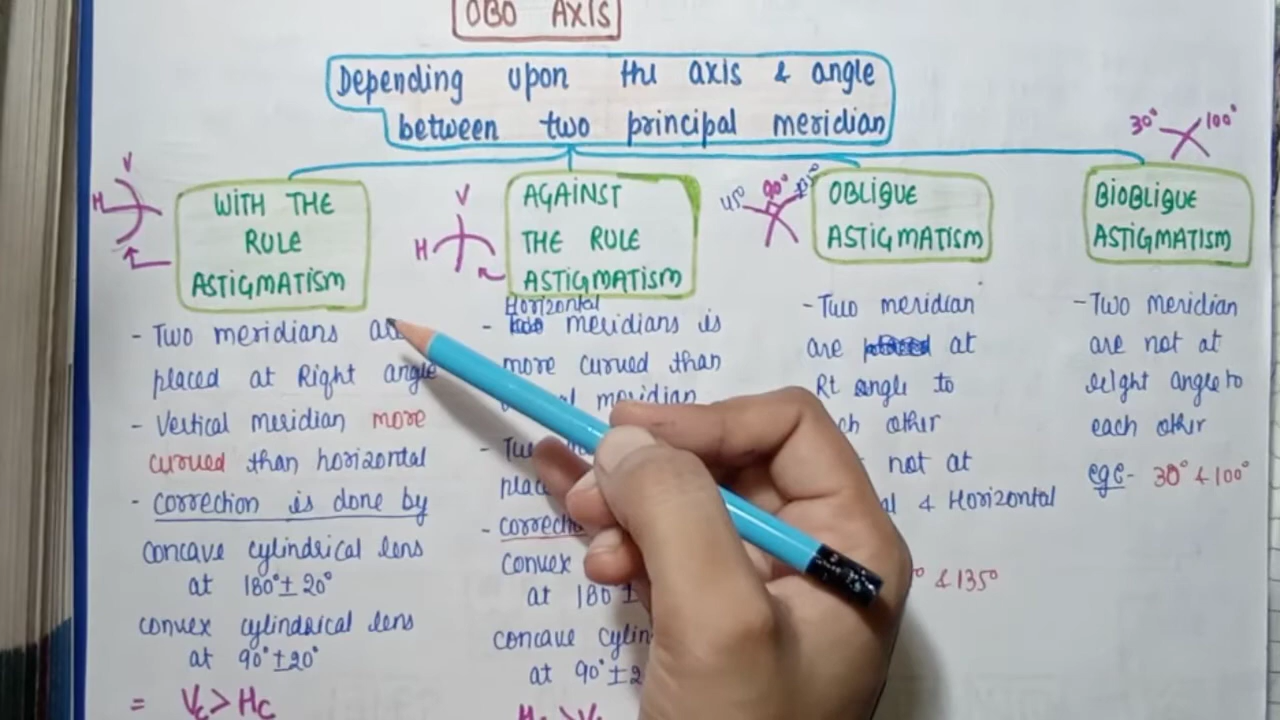 OBO AXIS
Depending upon the axis & angle
between two principal meridian
V
H
WITH THE
RULE
ASTIGMATISM
- Two meridians
placed at Right angle
- Vertical meridian more
curved than horizontal
- correction is done by
concave cylindrical lens
at 180° ± 20°
convex cylindrical lens
at 90° ± 20°
= Vc > Hc
V
H
AGAINST
THE RULE
ASTIGMATISM
Horizontal
- meridians is
more curved than
meridian
-
convex
at 180 ±
concave
at 90° ± 2
45° 90°
OBLIQUE
ASTIGMATISM
- Two meridian
are at
Rt angle to
other
not at
& Horizontal
& 135°
30° 100°
BIOBLIQUE
ASTIGMATISM
- Two meridian
are not at
right angle to
each other
eg:- 30° & 100°